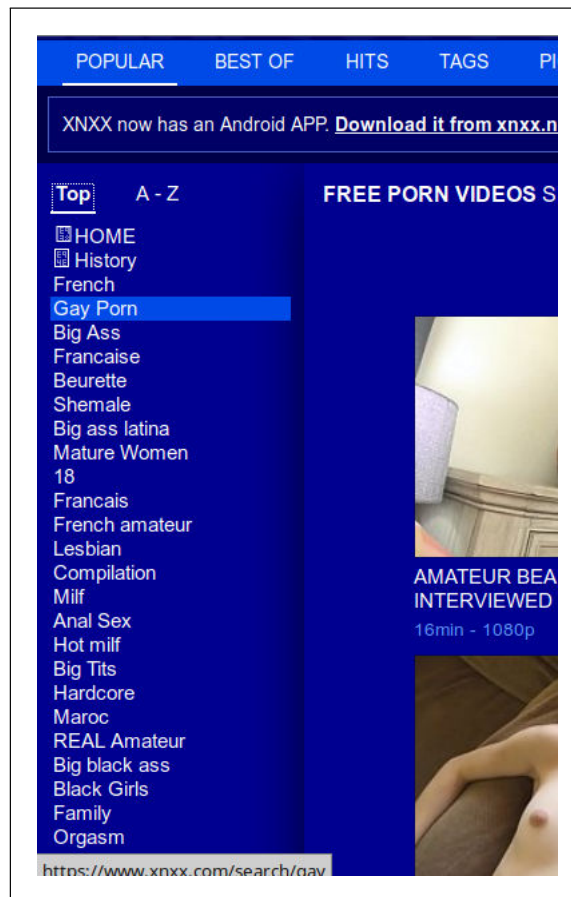 POPULAR BEST OF HITS TAGS
XNXX now has an Android APP. Download it from xnxx.n
Top A - Z
FREE PORN VIDEOS S
HOME
History
French
Gay Porn
Big Ass
Francaise
Beurette
Shemale
Big ass latina
Mature Women
18
Francais
French amateur
Lesbian
Compilation
Milf
Anal Sex
Hot milf
Big Tits
Hardcore
Maroc
REAL Amateur
Big black ass
Black Girls
Family
Orgasm
AMATEUR BEA
INTERVIEWED
16min - 1080p
https://www.xnxx.com/search/gay